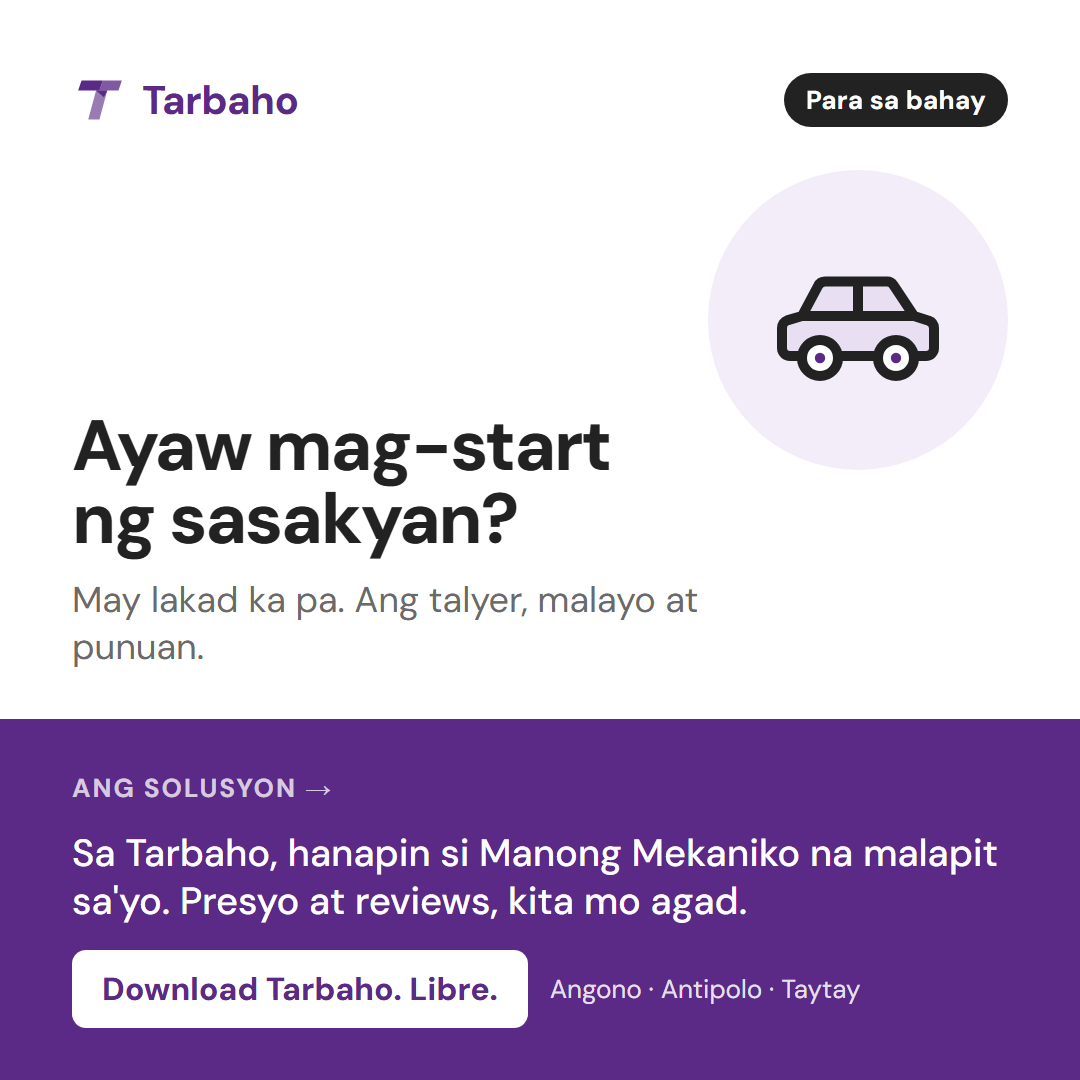 Tarbaho
Para sa bahay
Ayaw mag-start
ng sasakyan?
May lakad ka pa. Ang talyer, malayo at
punuan.
ANG SOLUSYON →
Sa Tarbaho, hanapin si Manong Mekaniko na malapit
sa'yo. Presyo at reviews, kita mo agad.
Download Tarbaho. Libre.
Angono · Antipolo · Taytay